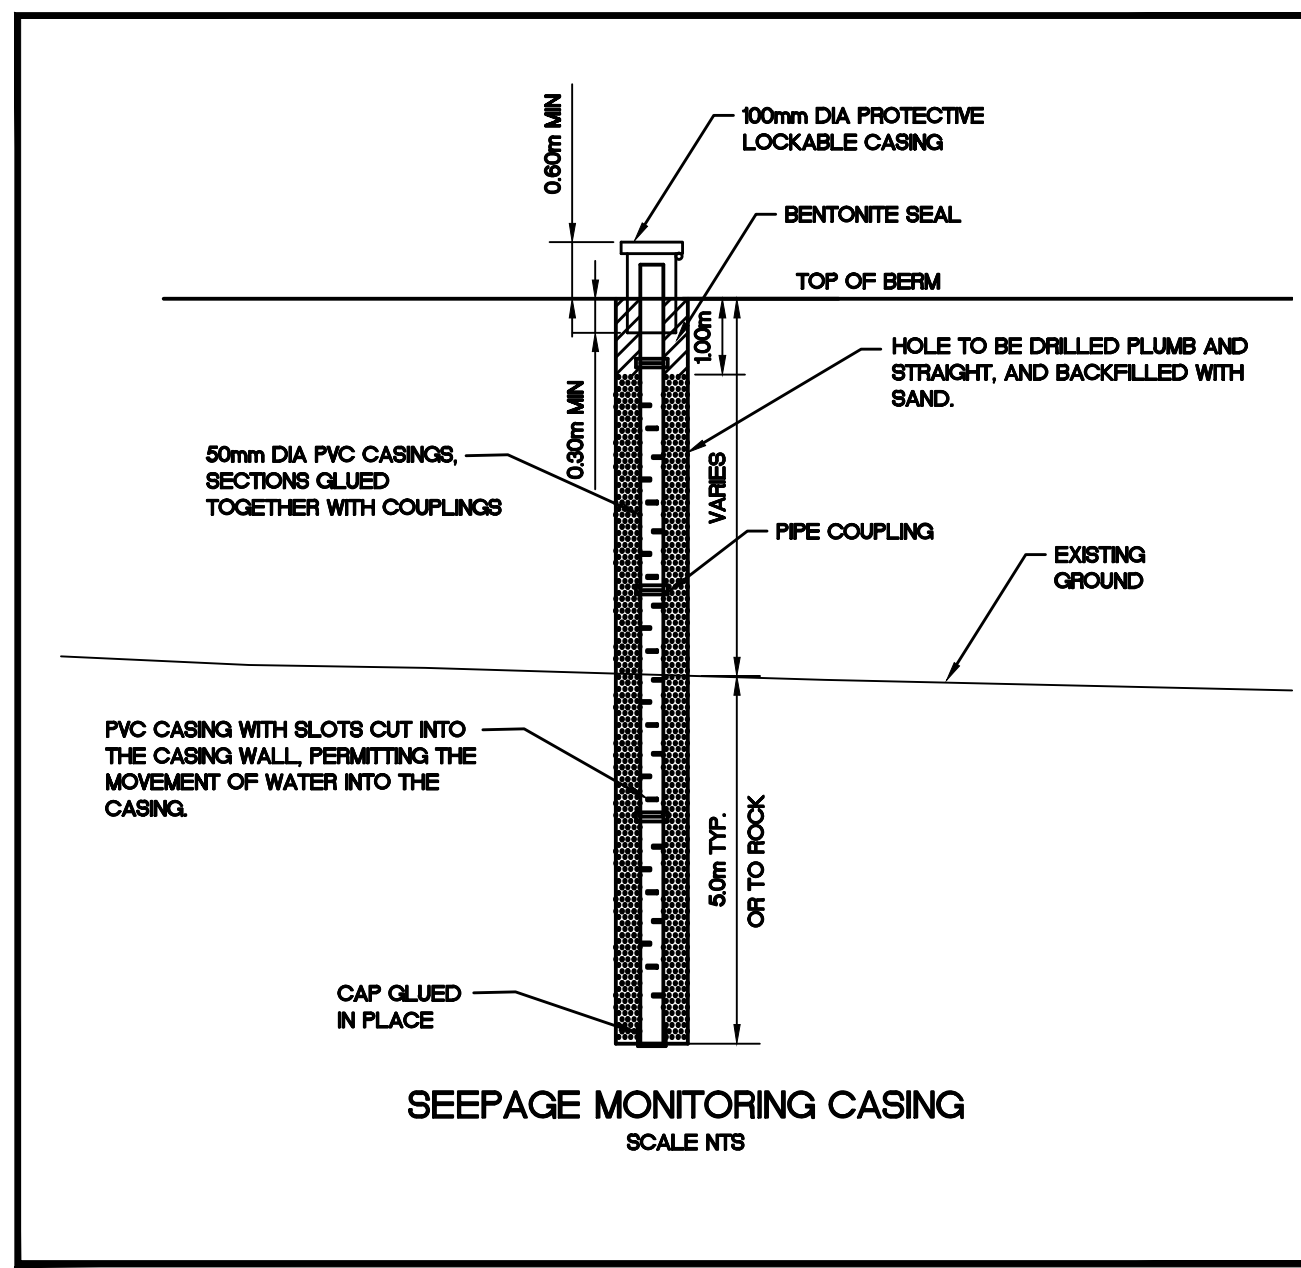 0.60m MIN
100mm DIA PROTECTIVE
LOCKABLE CASING
BENTONITE SEAL
TOP OF BERM
1.00m
HOLE TO BE DRILLED PLUMB AND
STRAIGHT, AND BACKFILLED WITH
SAND.
0.30m MIN
50mm DIA PVC CASINGS,
SECTIONS GLUED
TOGETHER WITH COUPLINGS
VARIES
PIPE COUPLING
EXISTING
GROUND
PVC CASING WITH SLOTS CUT INTO
THE CASING WALL, PERMITTING THE
MOVEMENT OF WATER INTO THE
CASING.
5.0m TYP.
OR TO ROCK
CAP GLUED
IN PLACE
SEEPAGE MONITORING CASING
SCALE NTS